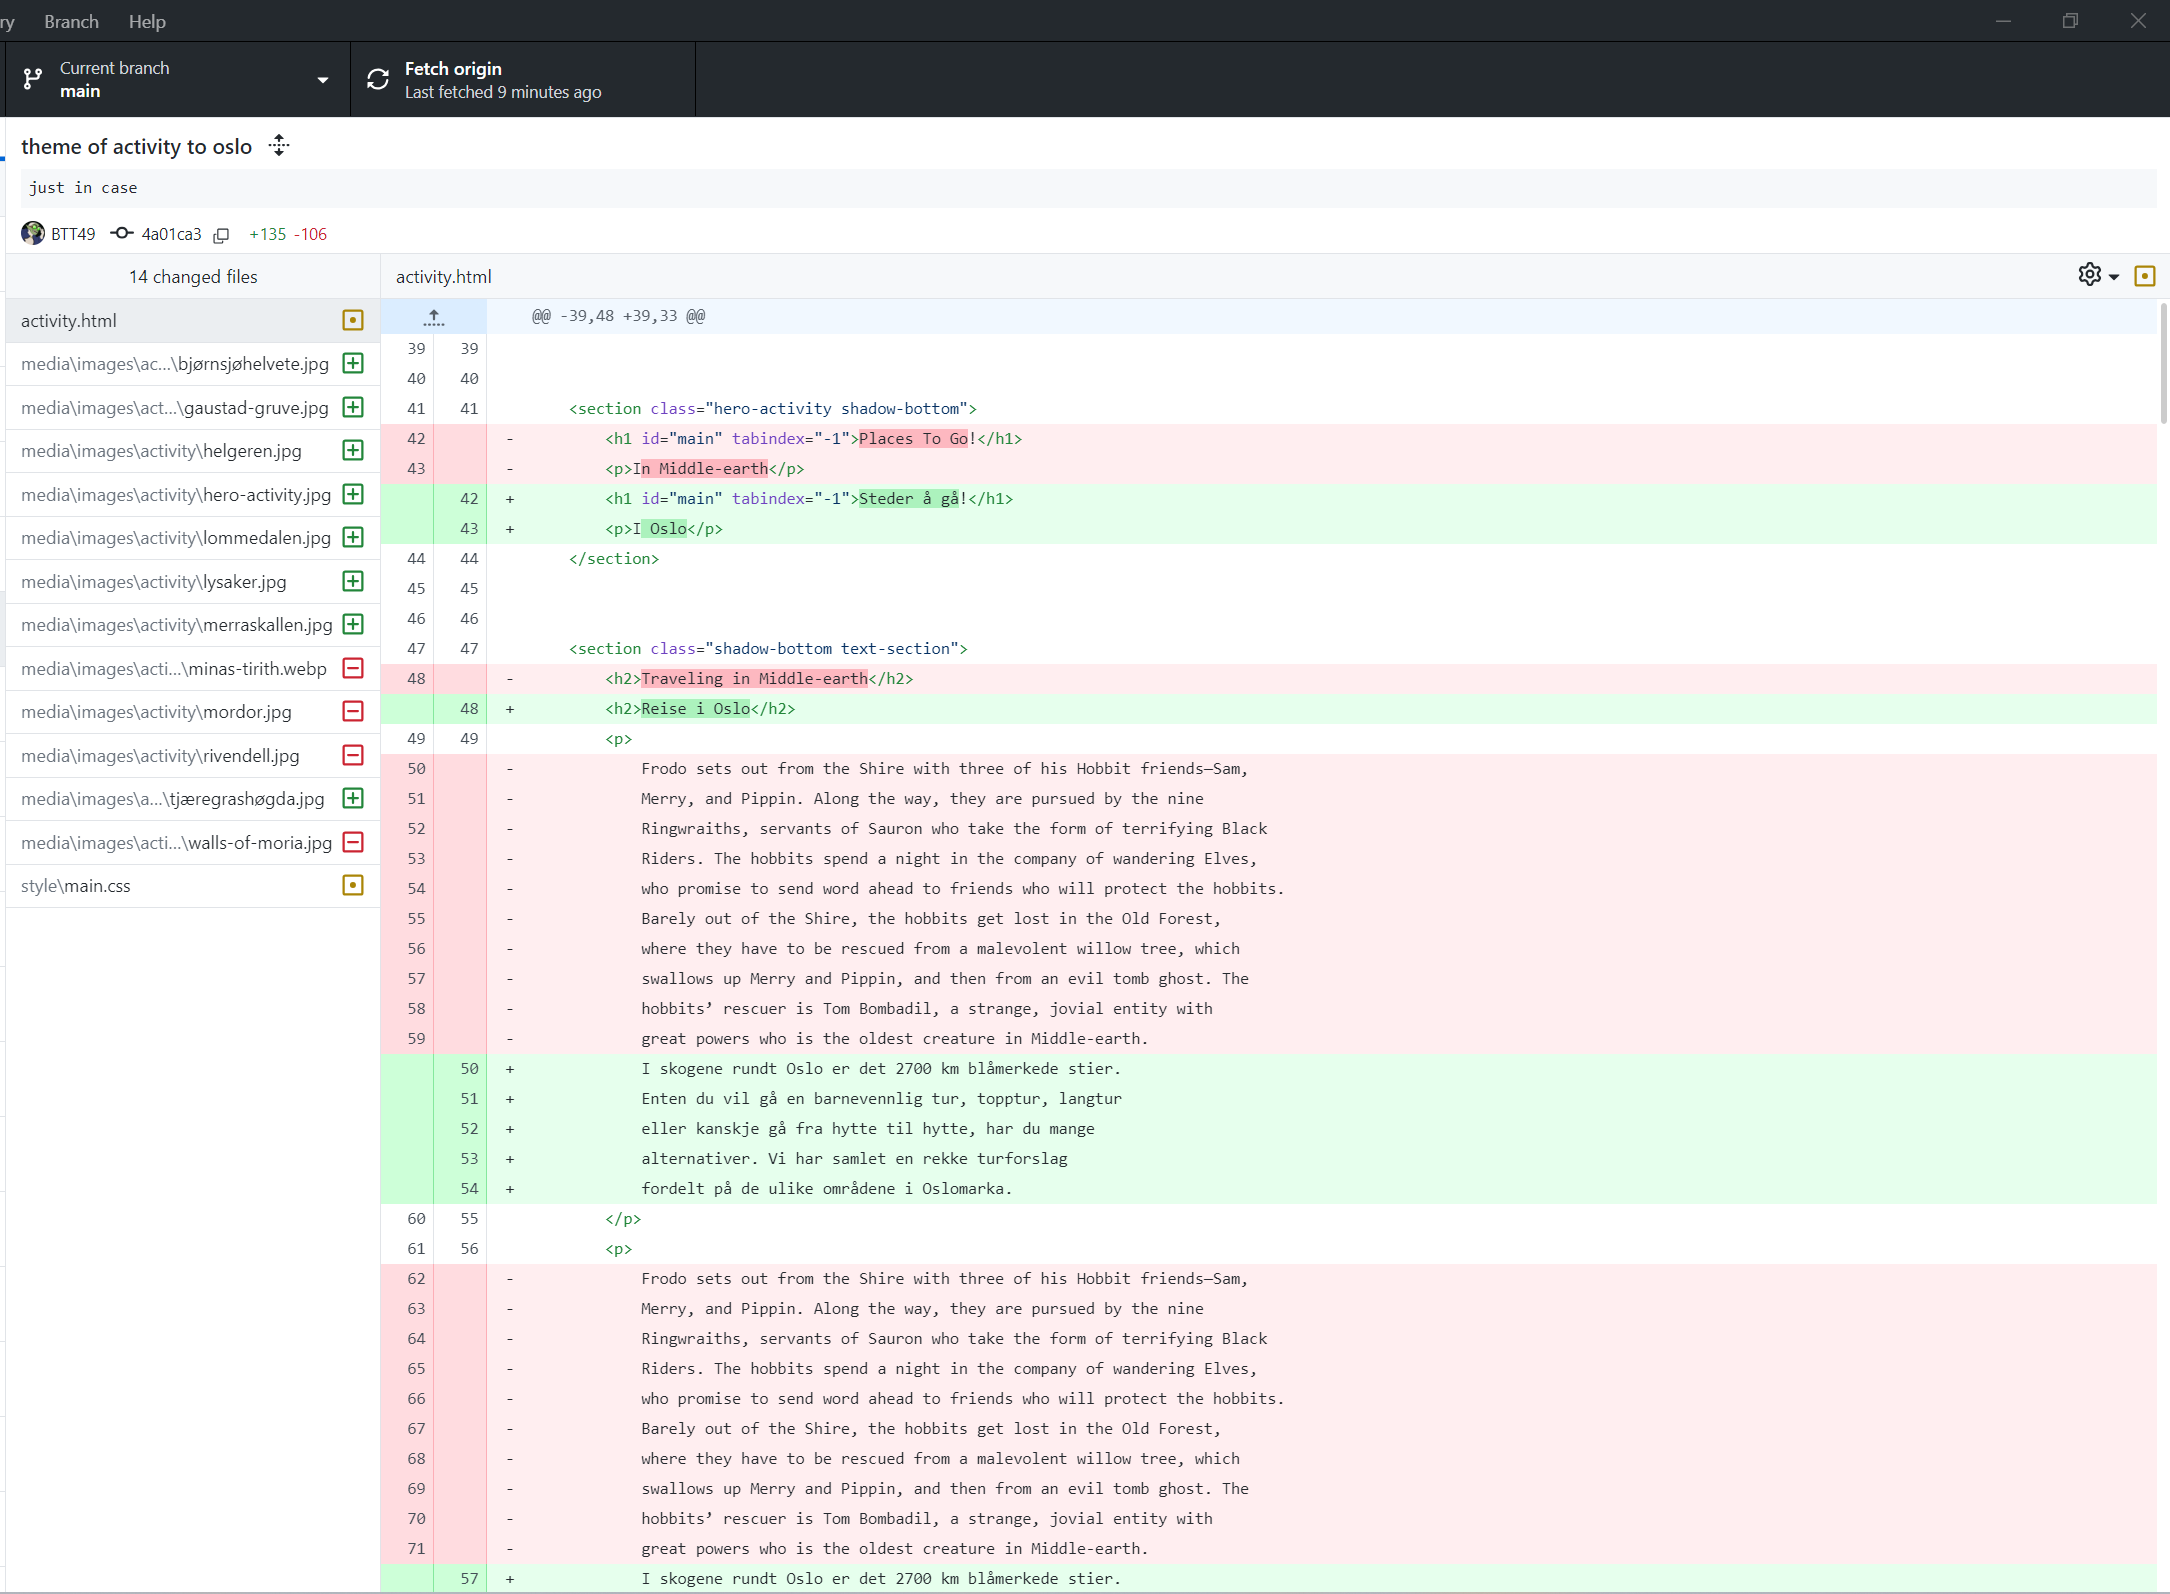 ry Branch Help
Current branch
main
Fetch origin
Last fetched 9 minutes ago
theme of activity to oslo
just in case
BTT49 4a01ca3 +135 -106
14 changed files
activity.html
media\images\ac...\bjørnsjøhelvete.jpg
media\images\act...\gaustad-gruve.jpg
media\images\activity\helgeren.jpg
media\images\activity\hero-activity.jpg
media\images\activity\lommedalen.jpg
media\images\activity\lysaker.jpg
media\images\activity\merraskallen.jpg
media\images\acti...\minas-tirith.webp
media\images\activity\mordor.jpg
media\images\activity\rivendell.jpg
media\images\a...\tjæregrashøgda.jpg
media\images\acti...\walls-of-moria.jpg
style\main.css
activity.html
@@ -39,48 +39,33 @@
39 39
40 40
41 41 <section class="hero-activity shadow-bottom">
42 - <h1 id="main" tabindex="-1">Places To Go!</h1>
43 - <p>In Middle-earth</p>
42 + <h1 id="main" tabindex="-1">Steder å gå!</h1>
43 + <p>I Oslo</p>
44 44 </section>
45 45
46 46
47 47 <section class="shadow-bottom text-section">
48 - <h2>Traveling in Middle-earth</h2>
48 + <h2>Reise i Oslo</h2>
49 49 <p>
50 - Frodo sets out from the Shire with three of his Hobbit friends—Sam,
51 - Merry, and Pippin. Along the way, they are pursued by the nine
52 - Ringwraiths, servants of Sauron who take the form of terrifying Black
53 - Riders. The hobbits spend a night in the company of wandering Elves,
54 - who promise to send word ahead to friends who will protect the hobbits.
55 - Barely out of the Shire, the hobbits get lost in the Old Forest,
56 - where they have to be rescued from a malevolent willow tree, which
57 - swallows up Merry and Pippin, and then from an evil tomb ghost. The
58 - hobbits’ rescuer is Tom Bombadil, a strange, jovial entity with
59 - great powers who is the oldest creature in Middle-earth.
50 + I skogene rundt Oslo er det 2700 km blåmerkede stier.
51 + Enten du vil gå en barnevennlig tur, topptur, langtur
52 + eller kanskje gå fra hytte til hytte, har du mange
53 + alternativer. Vi har samlet en rekke turforslag
54 + fordelt på de ulike områdene i Oslomarka.
60 55 </p>
61 56 <p>
62 - Frodo sets out from the Shire with three of his Hobbit friends—Sam,
63 - Merry, and Pippin. Along the way, they are pursued by the nine
64 - Ringwraiths, servants of Sauron who take the form of terrifying Black
65 - Riders. The hobbits spend a night in the company of wandering Elves,
66 - who promise to send word ahead to friends who will protect the hobbits.
67 - Barely out of the Shire, the hobbits get lost in the Old Forest,
68 - where they have to be rescued from a malevolent willow tree, which
69 - swallows up Merry and Pippin, and then from an evil tomb ghost. The
70 - hobbits’ rescuer is Tom Bombadil, a strange, jovial entity with
71 - great powers who is the oldest creature in Middle-earth.
57 + I skogene rundt Oslo er det 2700 km blåmerkede stier.